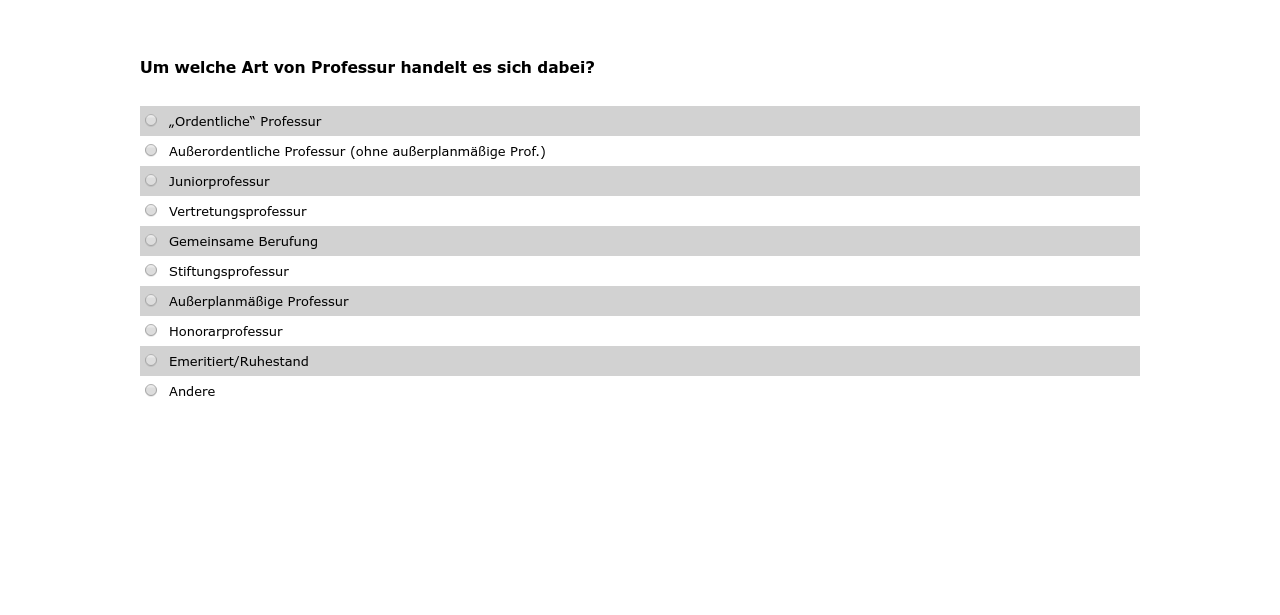 Um welche Art von Professur handelt es sich dabei?
„Ordentliche‟ Professur
Außerordentliche Professur (ohne außerplanmäßige Prof.)
Juniorprofessur
Vertretungsprofessur
Gemeinsame Berufung
Stiftungsprofessur
Außerplanmäßige Professur
Honorarprofessur
Emeritiert/Ruhestand
Andere